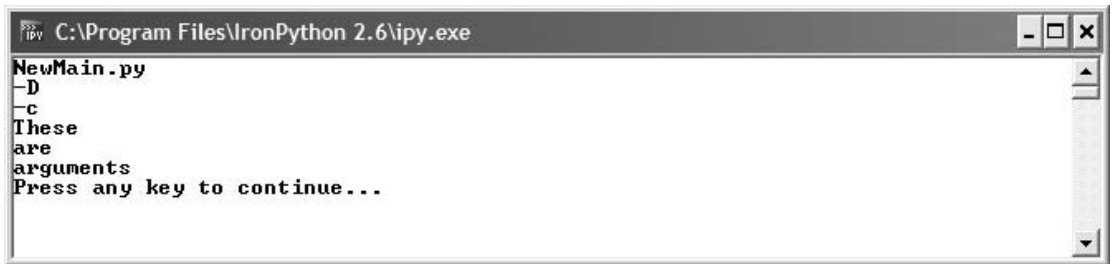 C:\Program Files\IronPython 2.6\ipy.exe
NewMain.py
-D
-c
These
are
arguments
Press any key to continue...